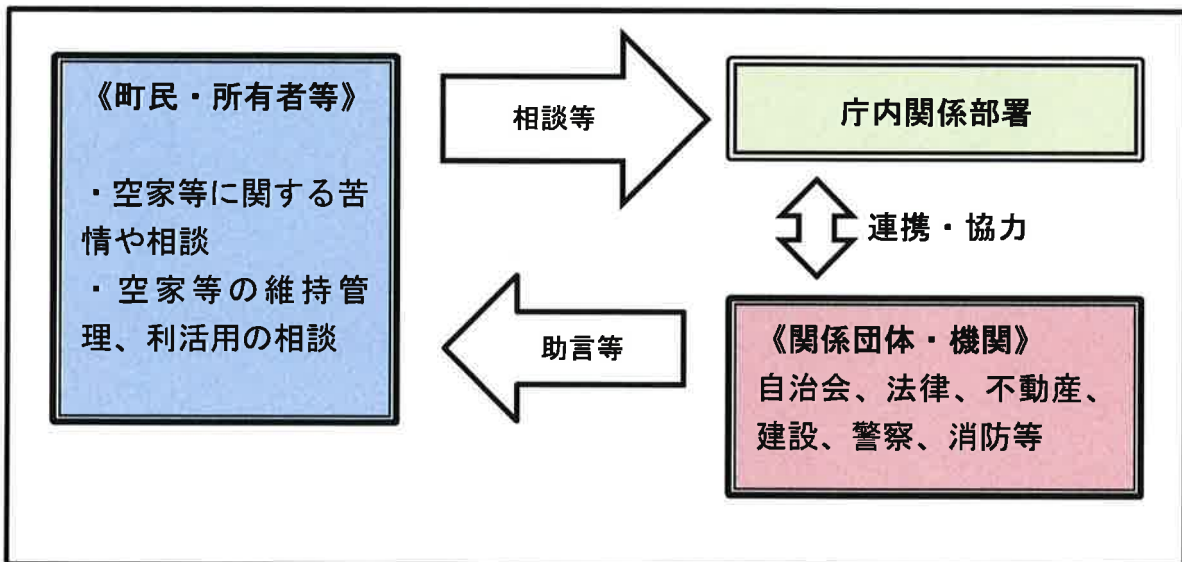 《町民・所有者等》
・空家等に関する苦
情や相談
・空家等の維持管
理、利活用の相談
相談等
庁内関係部署
連携・協力
助言等
《関係団体・機関》
自治会、法律、不動産、
建設、警察、消防等